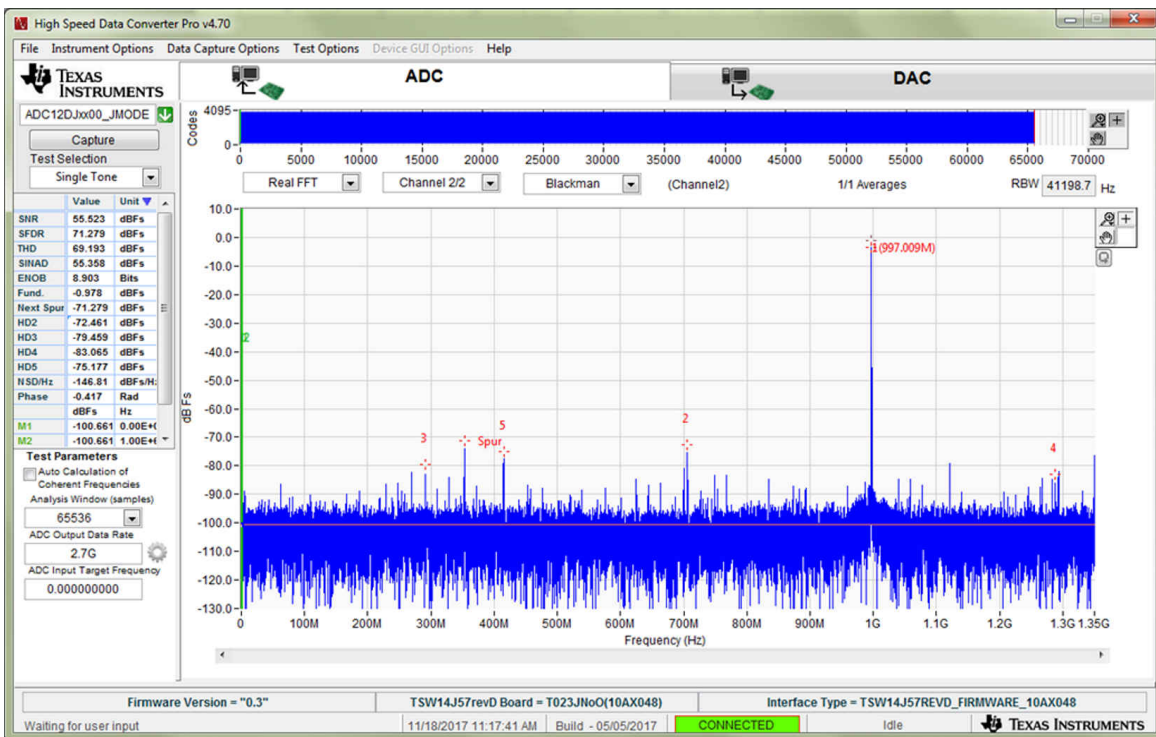 High Speed Data Converter Pro v4.70
File Instrument Options Data Capture Options Test Options Device GUI Options Help
TEXAS INSTRUMENTS
ADC
DAC
ADC12DJxx00_JMODE
Capture
Test Selection
Single Tone
Value Unit
SNR 55.523 dBFs
SFDR 71.279 dBFs
THD 69.193 dBFs
SINAD 55.358 dBFs
ENOB 8.903 Bits
Fund. -0.978 dBFs
Next Spur -71.279 dBFs
HD2 -72.461 dBFs
HD3 -79.459 dBFs
HD4 -83.065 dBFs
HD5 -75.177 dBFs
NSD/Hz -146.81 dBFs/H
Phase -0.417 Rad
dBFs Hz
M1 -100.661 0.00E+(
M2 -100.661 1.00E+(
Test Parameters
Auto Calculation of
Coherent Frequencies
Analysis Window (samples)
65536
ADC Output Data Rate
2.7G
ADC Input Target Frequency
0.000000000
Codes
4095
0
0 5000 10000 15000 20000 25000 30000 35000 40000 45000 50000 55000 60000 65000 70000
Real FFT Channel 2/2 Blackman (Channel2) 1/1 Averages RBW 41198.7 Hz
dB Fs
10.0
0.0
-10.0
-20.0
-30.0
-40.0
-50.0
-60.0
-70.0
-80.0
-90.0
-100.0
-110.0
-120.0
-130.0
1(997.009M)
2
3
5
Spur
2
4
0 100M 200M 300M 400M 500M 600M 700M 800M 900M 1G 1.1G 1.2G 1.3G 1.35G
Frequency (Hz)
Firmware Version = "0.3" TSW14J57revD Board = T023JNoO(10AX048) Interface Type = TSW14J57REVD_FIRMWARE_10AX048
Waiting for user input 11/18/2017 11:17:41 AM Build - 05/05/2017 CONNECTED Idle TEXAS INSTRUMENTS